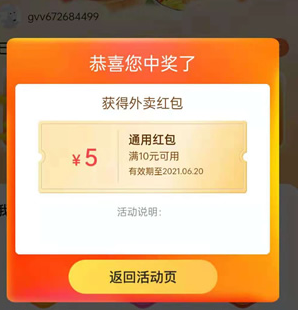 gvv672684499
恭喜您中奖了
获得外卖红包
¥5
通用红包
满10元可用
有效期至2021.06.20
活动说明：
返回活动页